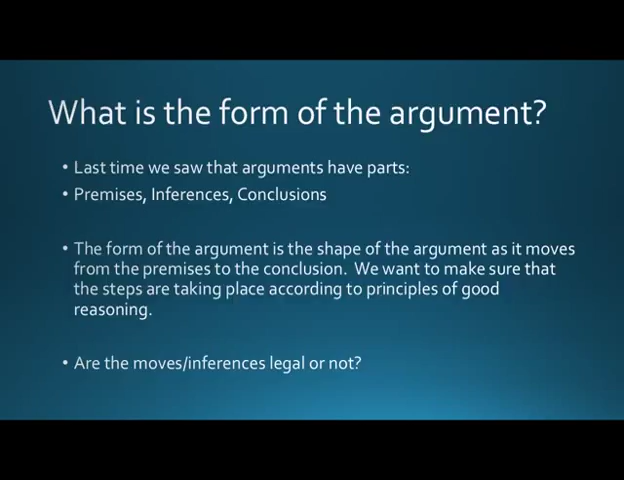 What is the form of the argument?
• Last time we saw that arguments have parts:
• Premises, Inferences, Conclusions
• The form of the argument is the shape of the argument as it moves
from the premises to the conclusion.  We want to make sure that
the steps are taking place according to principles of good
reasoning.
• Are the moves/inferences legal or not?